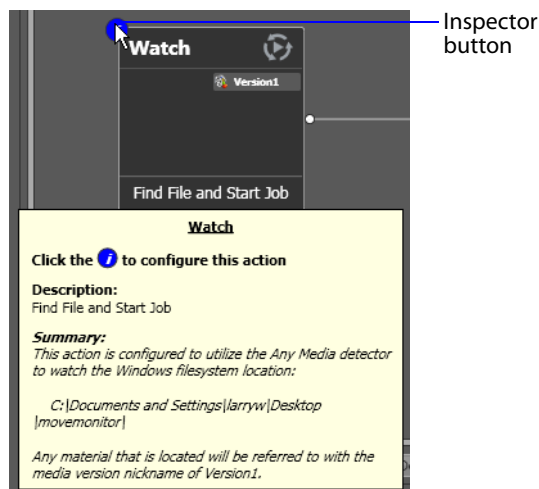 Inspector
button
Watch
Version1
Find File and Start Job
Watch
Click the i to configure this action
Description:
Find File and Start Job
Summary:
This action is configured to utilize the Any Media detector
to watch the Windows filesystem location:
C:\Documents and Settings\larryw\Desktop
\movemonitor\
Any material that is located will be referred to with the
media version nickname of Version1.